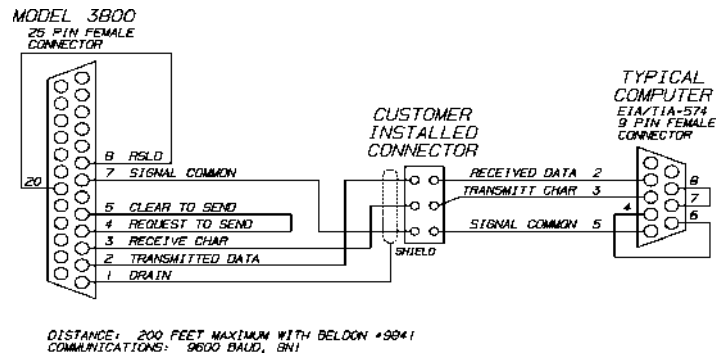 MODEL 3800
25 PIN FEMALE
CONNECTOR
TYPICAL
COMPUTER
EIA/TIA-574
9 PIN FEMALE
CONNECTOR
CUSTOMER
INSTALLED
CONNECTOR
8 RSLD
7 SIGNAL COMMON
20
5 CLEAR TO SEND
4 REQUEST TO SEND
3 RECEIVE CHAR
2 TRANSMITTED DATA
1 DRAIN
RECEIVED DATA 2
TRANSMITT CHAR 3
SIGNAL COMMON 5
4
8
7
6
SHIELD
DISTANCE: 200 FEET MAXIMUM WITH BELDON #9841
COMMUNICATIONS: 9600 BAUD, 8N1